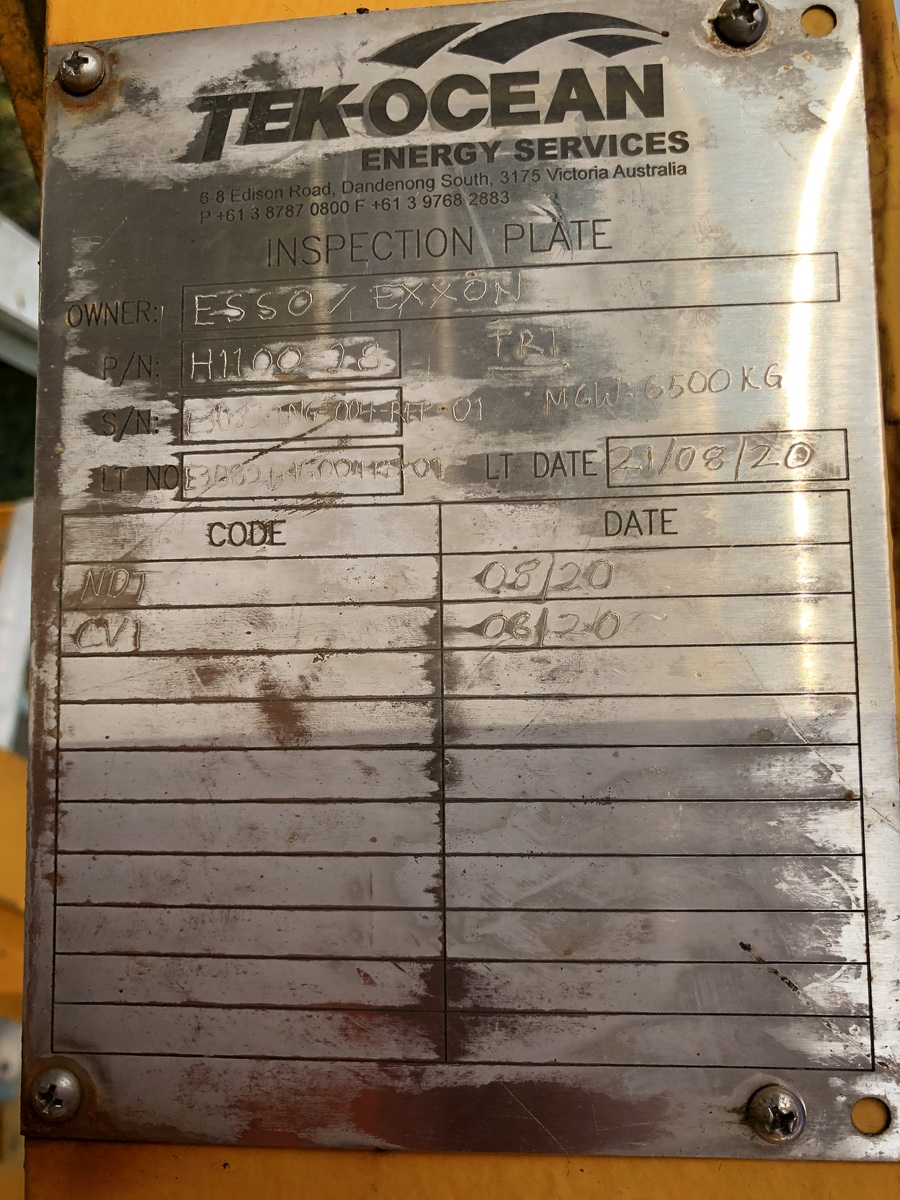 TEK-OCEAN
ENERGY SERVICES
6-8 Edison Road, Dandenong South, 3175 Victoria Australia
P +61 3 8787 0800 F +61 3 9768 2883
INSPECTION PLATE
OWNER: ESSO / EXXON
P/N: TRI
S/N: MGW: 6500 KG
LT NO LT DATE 21/08/20
CODE DATE
NDT 08/20
CVI 08/20